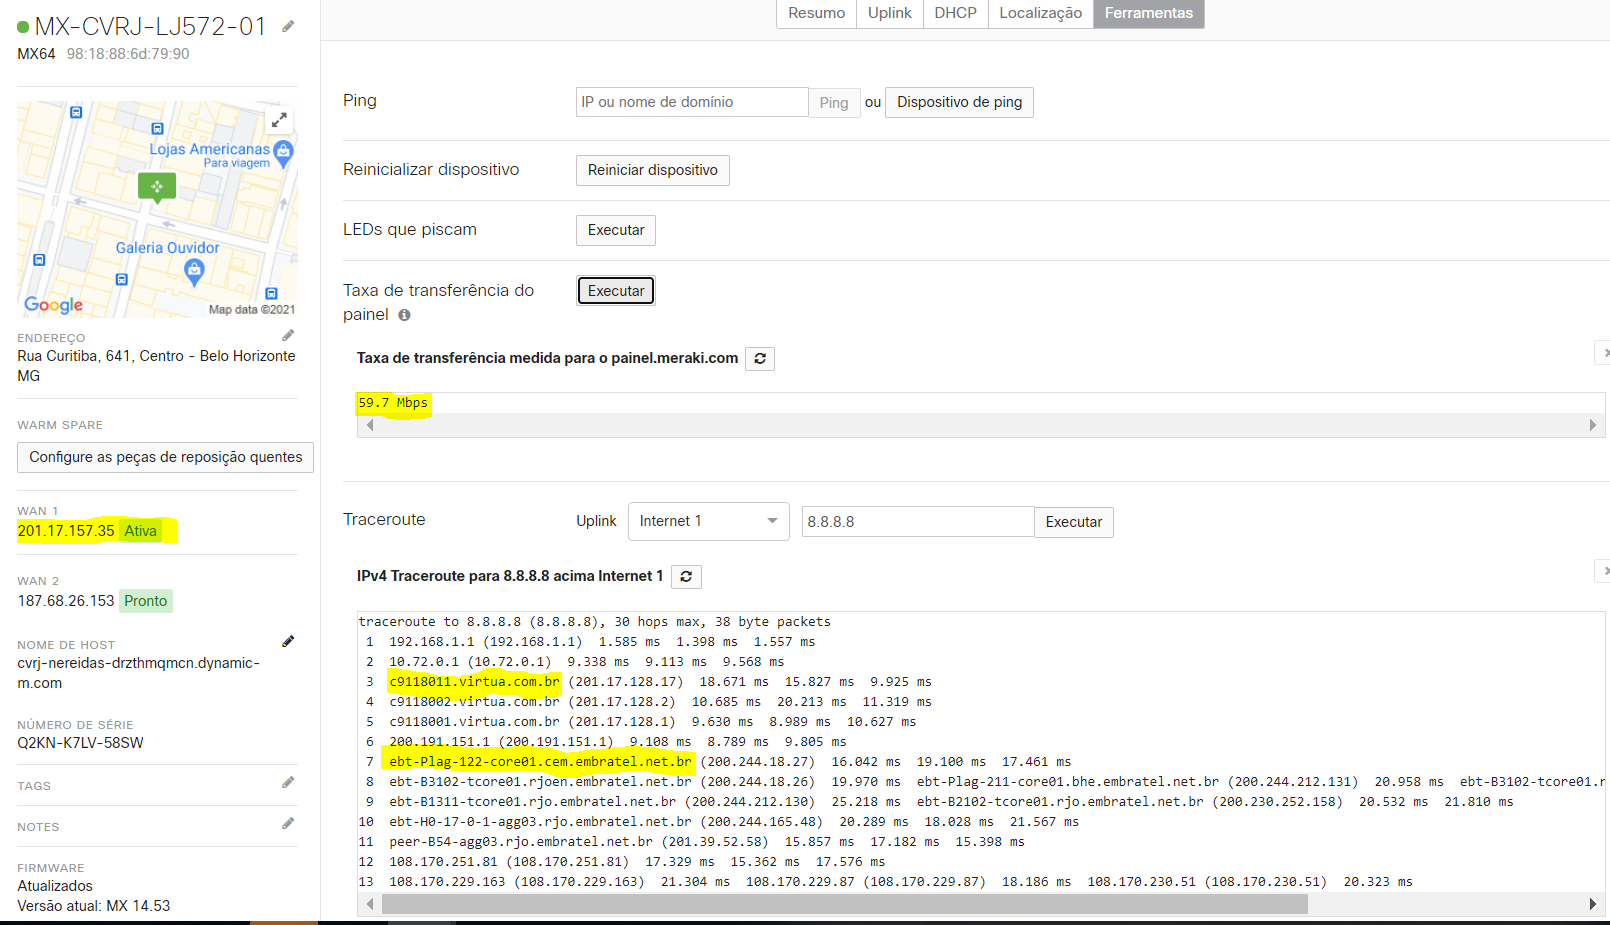 MX-CVRJ-LJ572-01
MX64 98:18:88:6d:79:90
Lojas Americanas
Para viagem
Galeria Ouvidor
Google
Map data ©2021
ENDEREÇO
Rua Curitiba, 641, Centro - Belo Horizonte
MG
WARM SPARE
Configure as peças de reposição quentes
WAN 1
201.17.157.35 Ativa
WAN 2
187.68.26.153 Pronto
NOME DE HOST
cvrj-nereidas-drzthmqmcn.dynamic-
m.com
NÚMERO DE SÉRIE
Q2KN-K7LV-58SW
TAGS
NOTES
FIRMWARE
Atualizados
Versão atual: MX 14.53
Resumo Uplink DHCP Localização Ferramentas
Ping IP ou nome de domínio Ping ou Dispositivo de ping
Reinicializar dispositivo Reiniciar dispositivo
LEDs que piscam Executar
Taxa de transferência do Executar
painel
Taxa de transferência medida para o painel.meraki.com
59.7 Mbps
Traceroute Uplink Internet 1 8.8.8.8 Executar
IPv4 Traceroute para 8.8.8.8 acima Internet 1
traceroute to 8.8.8.8 (8.8.8.8), 30 hops max, 38 byte packets
1 192.168.1.1 (192.168.1.1) 1.585 ms 1.398 ms 1.557 ms
2 10.72.0.1 (10.72.0.1) 9.338 ms 9.113 ms 9.568 ms
3 c9118011.virtua.com.br (201.17.128.17) 18.671 ms 15.827 ms 9.925 ms
4 c9118002.virtua.com.br (201.17.128.2) 10.685 ms 20.213 ms 11.319 ms
5 c9118001.virtua.com.br (201.17.128.1) 9.630 ms 8.989 ms 10.627 ms
6 200.191.151.1 (200.191.151.1) 9.108 ms 8.789 ms 9.805 ms
7 ebt-Plag-122-core01.cem.embratel.net.br (200.244.18.27) 16.042 ms 19.100 ms 17.461 ms
8 ebt-B3102-tcore01.rjoen.embratel.net.br (200.244.18.26) 19.970 ms ebt-Plag-211-core01.bhe.embratel.net.br (200.244.212.131) 20.958 ms ebt-B3102-tcore01.r
9 ebt-B1311-tcore01.rjo.embratel.net.br (200.244.212.130) 25.218 ms ebt-B2102-tcore01.rjo.embratel.net.br (200.230.252.158) 20.532 ms 21.810 ms
10 ebt-H0-17-0-1-agg03.rjo.embratel.net.br (200.244.165.48) 20.289 ms 18.028 ms 21.567 ms
11 peer-B54-agg03.rjo.embratel.net.br (201.39.52.58) 15.857 ms 17.182 ms 15.398 ms
12 108.170.251.81 (108.170.251.81) 17.329 ms 15.362 ms 17.576 ms
13 108.170.229.163 (108.170.229.163) 21.304 ms 108.170.229.87 (108.170.229.87) 18.186 ms 108.170.230.51 (108.170.230.51) 20.323 ms